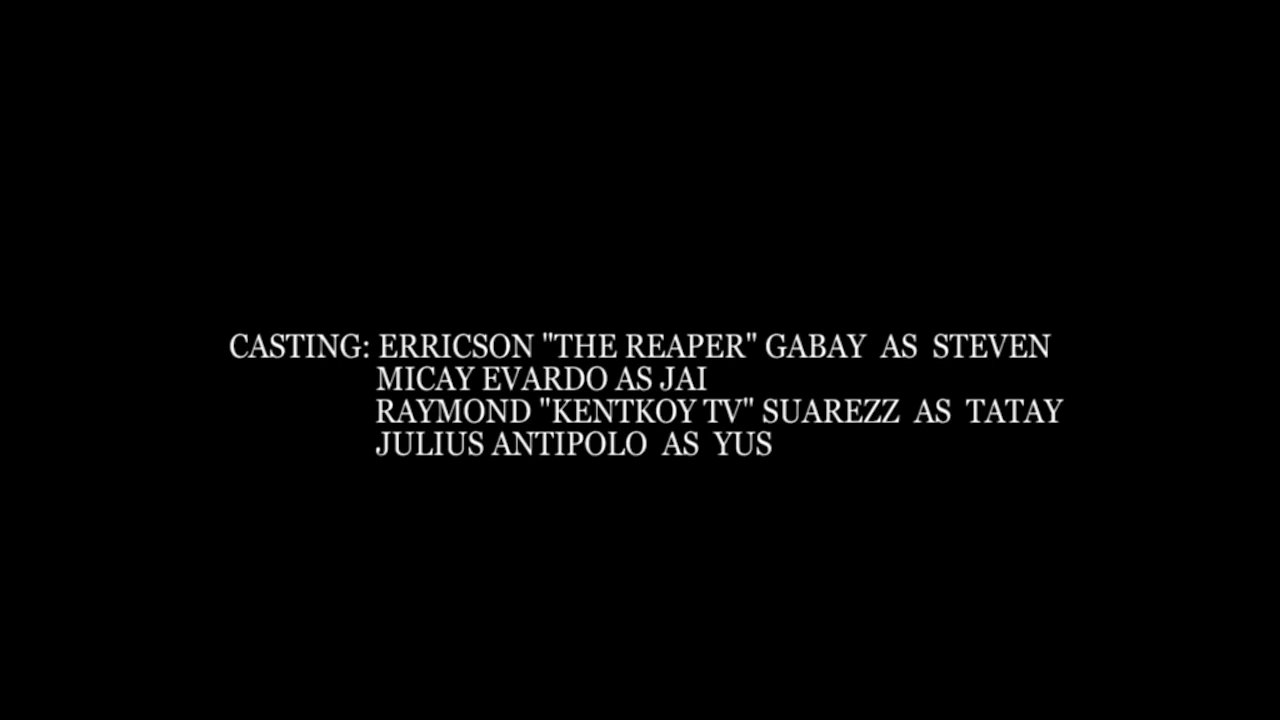 CASTING: ERRICSON "THE REAPER" GABAY AS STEVEN
MICAY EVARDO AS JAI
RAYMOND "KENTKOY TV" SUAREZZ AS TATAY
JULIUS ANTIPOLO AS YUS